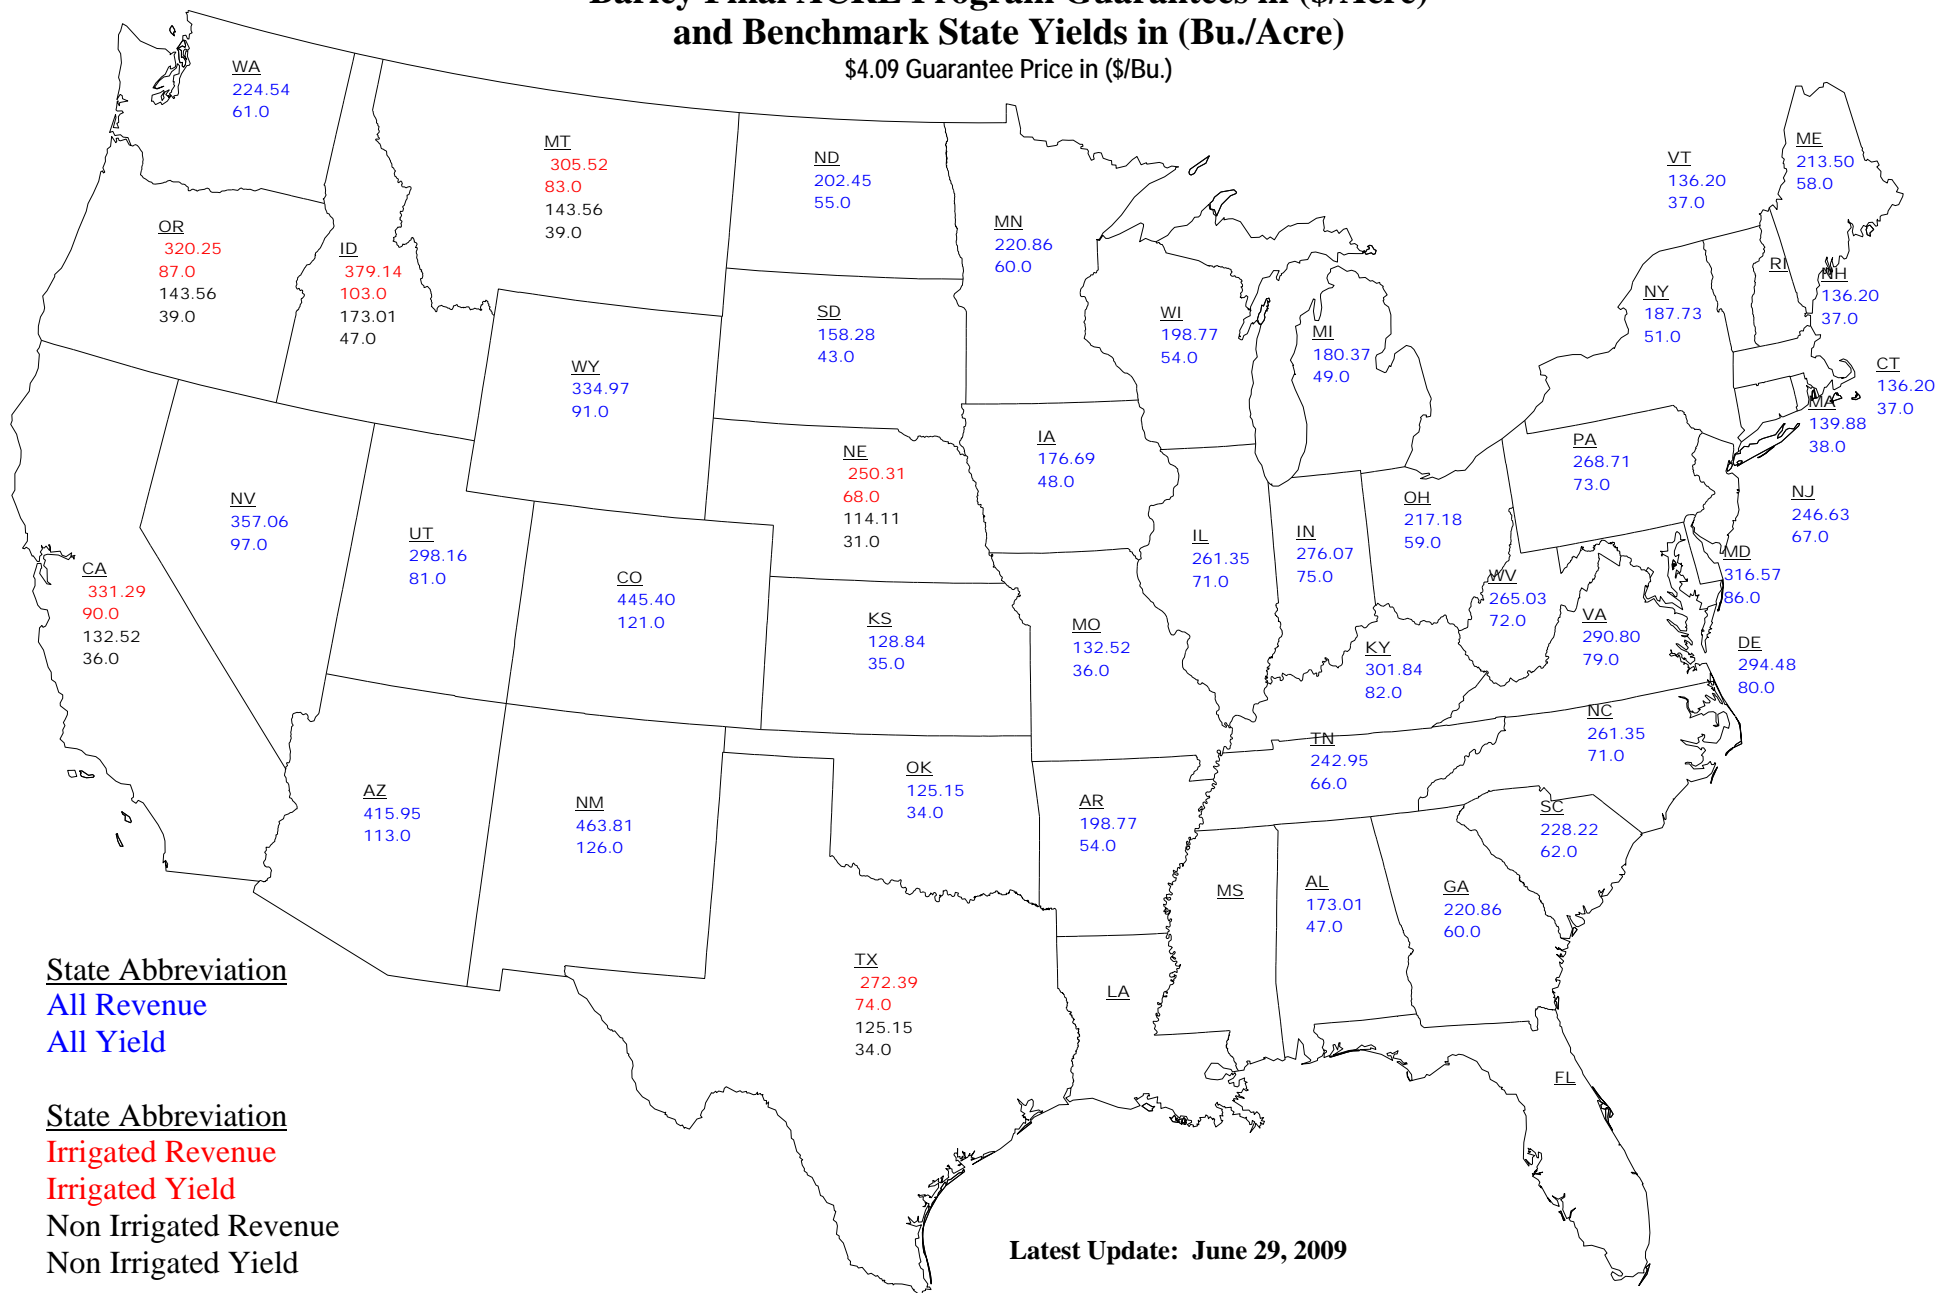 Barley Final ACRE Program Guarantees in ($/Acre)
and Benchmark State Yields in (Bu./Acre)
$4.09 Guarantee Price in ($/Bu.)
WA
224.54
61.0
MT
305.52
83.0
143.56
39.0
ND
202.45
55.0
MN
220.86
60.0
VT
136.20
37.0
ME
213.50
58.0
OR
320.25
87.0
143.56
39.0
ID
379.14
103.0
173.01
47.0
WY
334.97
91.0
SD
158.28
43.0
WI
198.77
54.0
MI
180.37
49.0
NY
187.73
51.0
RI
NH
136.20
37.0
CT
136.20
37.0
MA
139.88
38.0
NV
357.06
97.0
UT
298.16
81.0
CO
445.40
121.0
NE
250.31
68.0
114.11
31.0
IA
176.69
48.0
IL
261.35
71.0
IN
276.07
75.0
OH
217.18
59.0
PA
268.71
73.0
NJ
246.63
67.0
MD
316.57
86.0
DE
294.48
80.0
CA
331.29
90.0
132.52
36.0
KS
128.84
35.0
MO
132.52
36.0
KY
301.84
82.0
WV
265.03
72.0
VA
290.80
79.0
AZ
415.95
113.0
NM
463.81
126.0
OK
125.15
34.0
AR
198.77
54.0
TN
242.95
66.0
NC
261.35
71.0
SC
228.22
62.0
MS
AL
173.01
47.0
GA
220.86
60.0
TX
272.39
74.0
125.15
34.0
LA
FL
State Abbreviation
All Revenue
All Yield
State Abbreviation
Irrigated Revenue
Irrigated Yield
Non Irrigated Revenue
Non Irrigated Yield
Latest Update: June 29, 2009